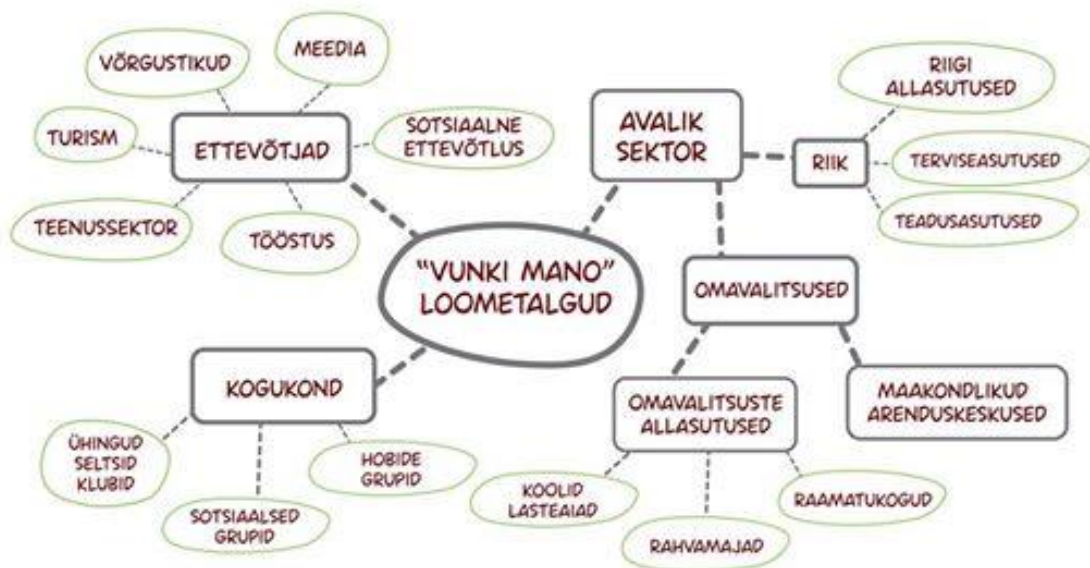 VÕRGUSTIKUD
MEEDIA
TURISM
ETTEVÕTJAD
SOTSIAALNE
ETTEVÕTLUS
TEENUSSEKTOR
TÖÖSTUS
AVALIK
SEKTOR
RIIK
RIIGI
ALLASUTUSED
TERVISEASUTUSED
TEADUSASUTUSED
"VUNKI MANO"
LOOMETALGUD
OMAVALITSUSED
OMAVALITSUSTE
ALLASUTUSED
MAAKONDLIKUD
ARENDUSKESKUSED
KOOLID
LASTEAIAD
RAHVAMAJAD
RAAMATUKOGUD
KOGUKOND
ÜHINGUD
SELTSID
KLUBID
SOTSIAALSED
GRUPID
HOBIDE
GRUPID